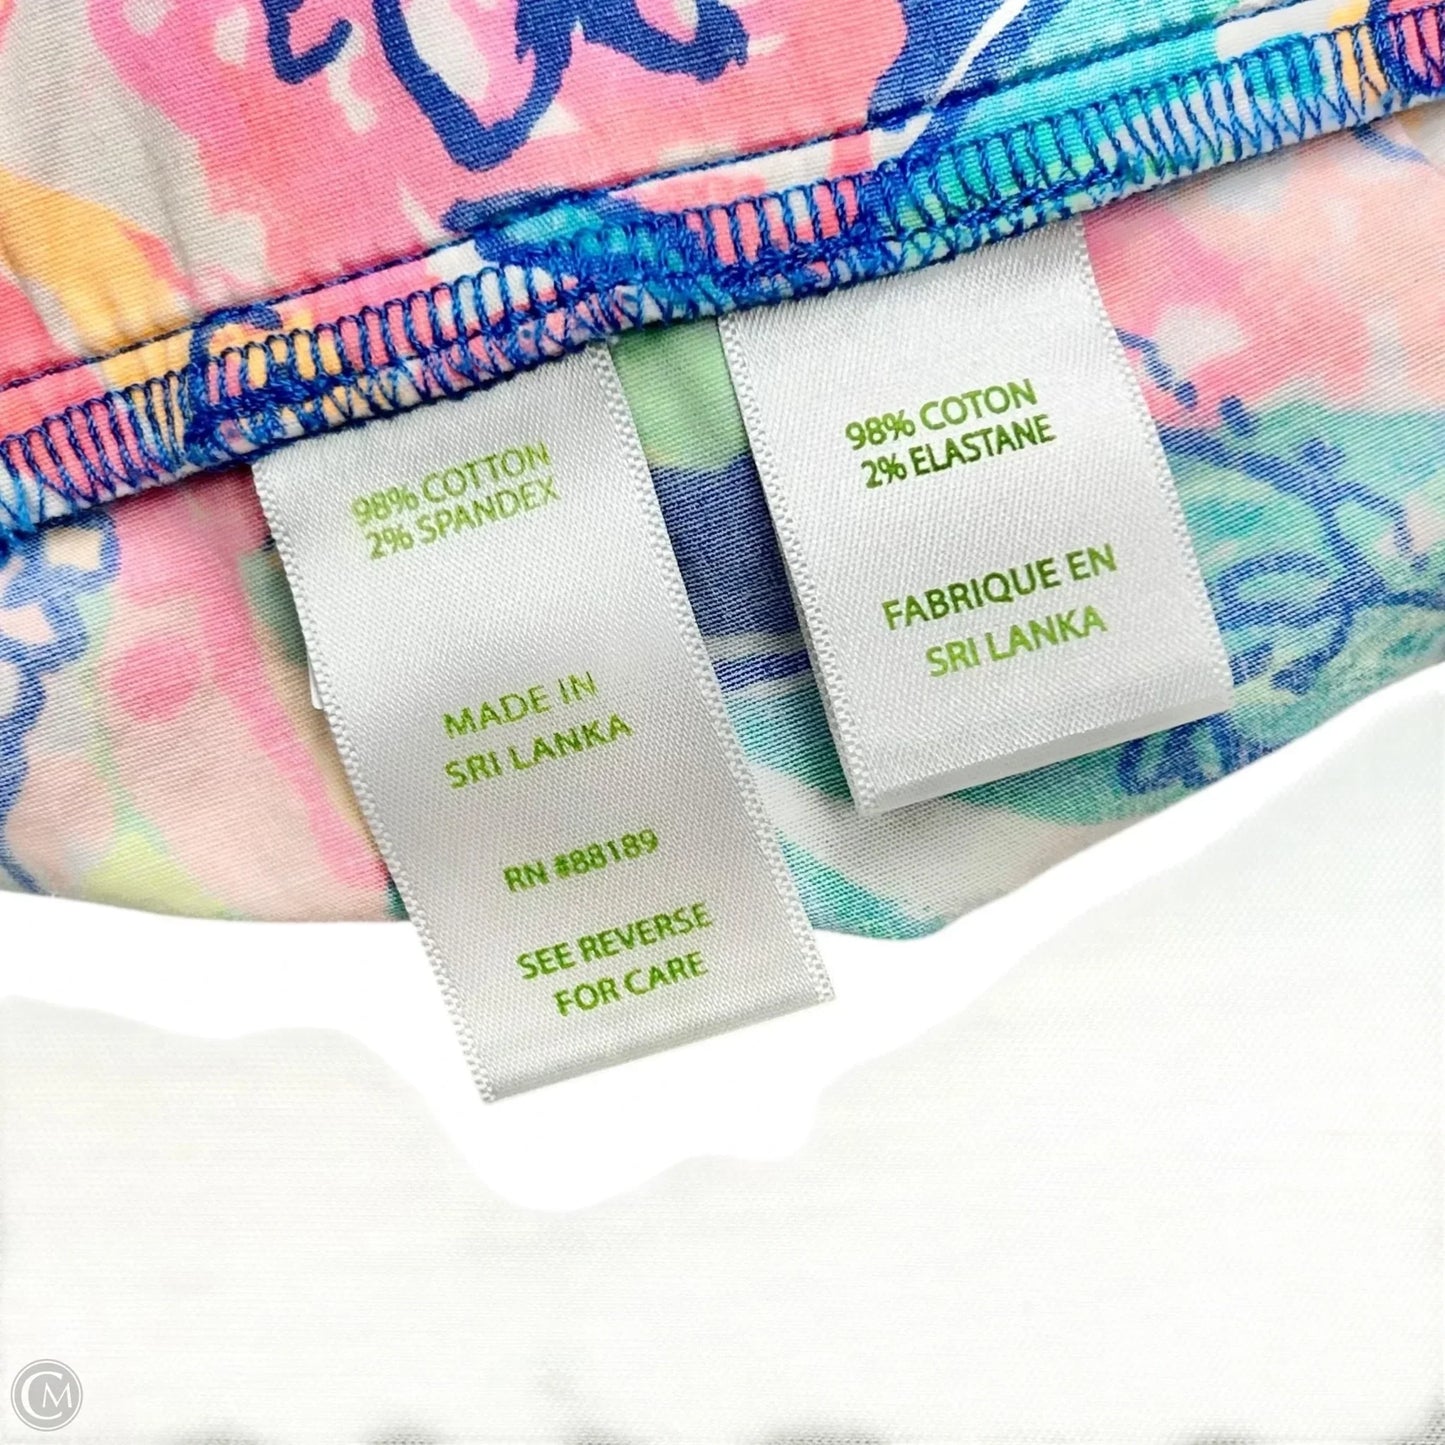 98% COTTON
2% SPANDEX
MADE IN
SRI LANKA
RN #88189
SEE REVERSE
FOR CARE
98% COTON
2% ELASTANE
FABRIQUE EN
SRI LANKA
CM